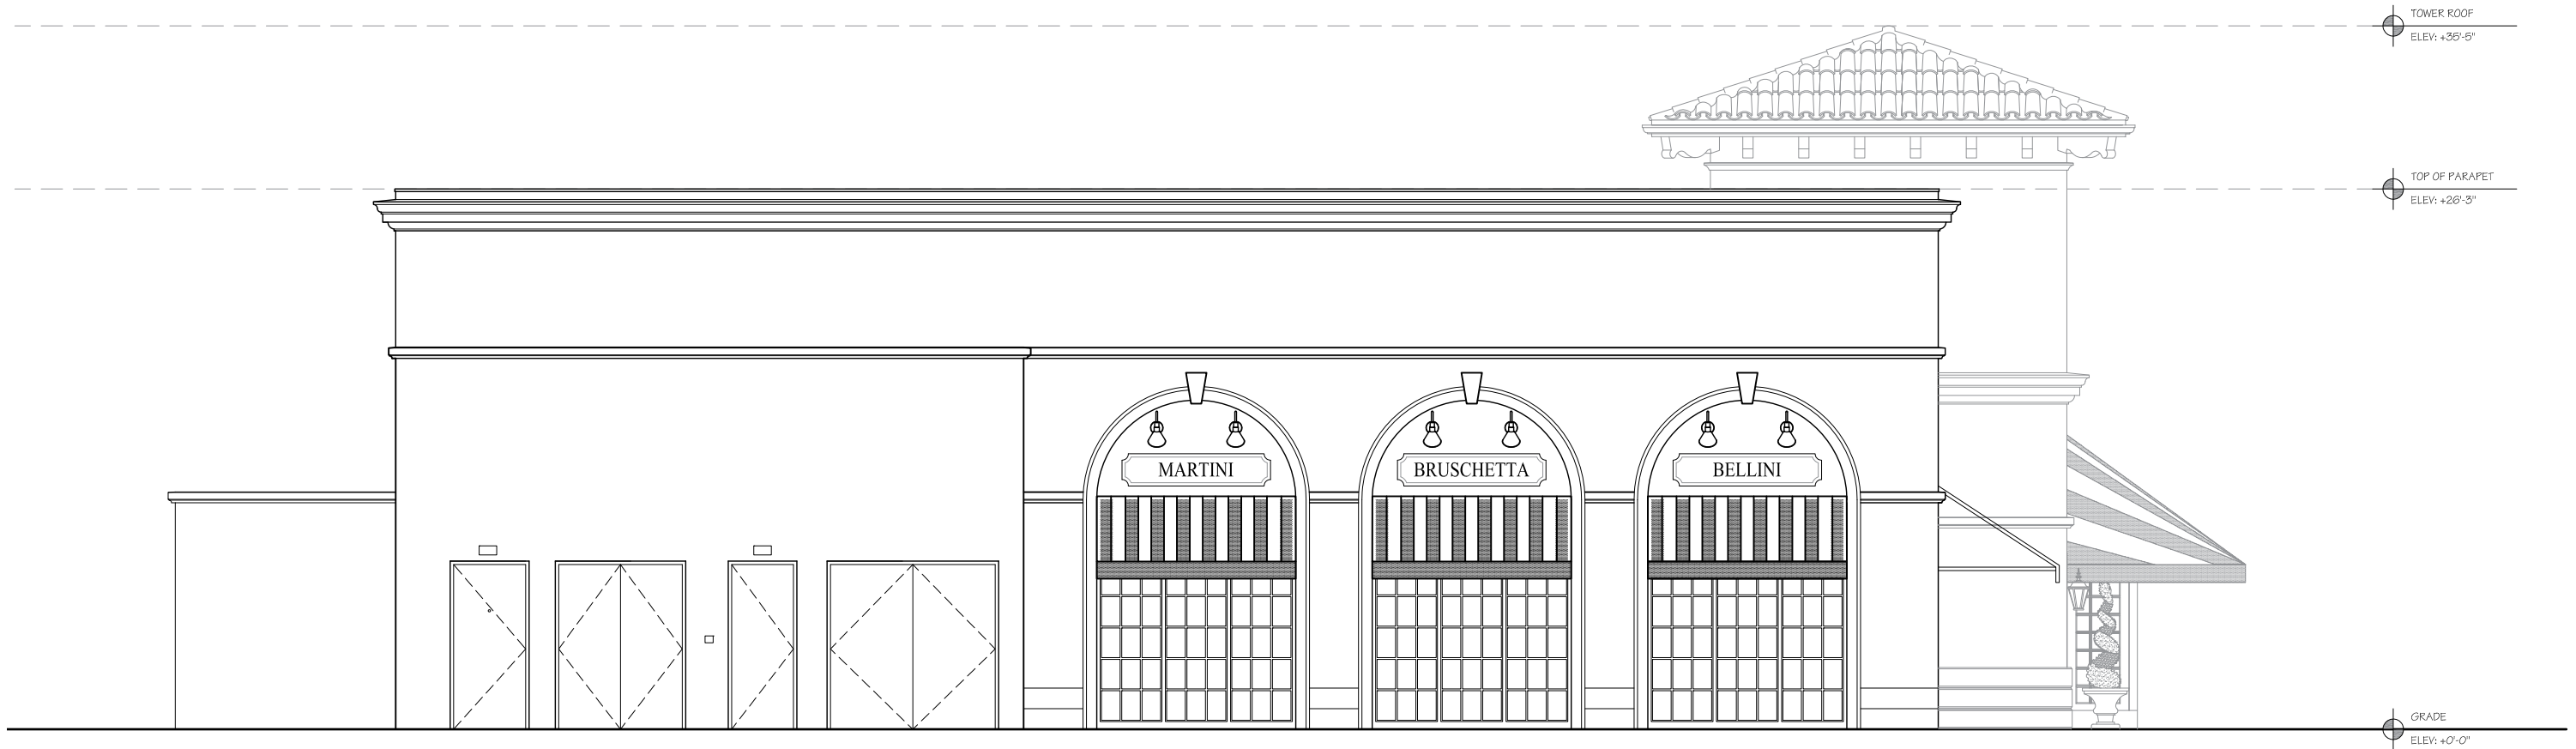 TOWER ROOF
ELEV: +35'-5"
TOP OF PARAPET
ELEV: +26'-3"
MARTINI
BRUSCHETTA
BELLINI
GRADE
ELEV: +0'-0"